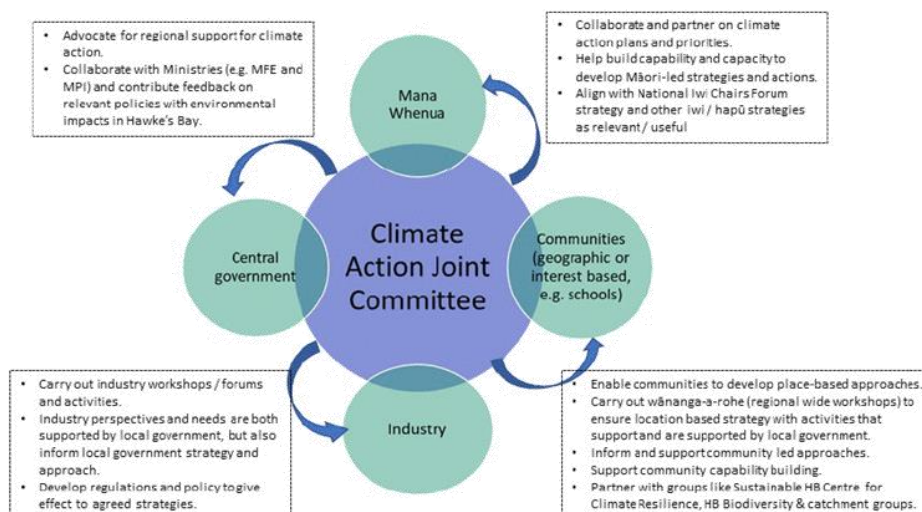 • Advocate for regional support for climate
action.
• Collaborate with Ministries (e.g. MFE and
MPI) and contribute feedback on
relevant policies with environmental
impacts in Hawke's Bay.
• Collaborate and partner on climate
action plans and priorities.
• Help build capability and capacity to
develop Māori-led strategies and actions.
• Align with National Iwi Chairs Forum
strategy and other iwi / hapū strategies
as relevant / useful
Mana
Whenua
Central
government
Climate
Action Joint
Committee
Communities
(geographic or
interest based,
e.g. schools)
Industry
• Carry out industry workshops / forums
and activities.
• Industry perspectives and needs are both
supported by local government, but also
inform local government strategy and
approach.
• Develop regulations and policy to give
effect to agreed strategies.
• Enable communities to develop place-based approaches.
• Carry out wānanga-a-rohe (regional wide workshops) to
ensure location based strategy with activities that
support and are supported by local government.
• Inform and support community led approaches.
• Support community capability building.
• Partner with groups like Sustainable HB Centre for
Climate Resilience, HB Biodiversity & catchment groups.